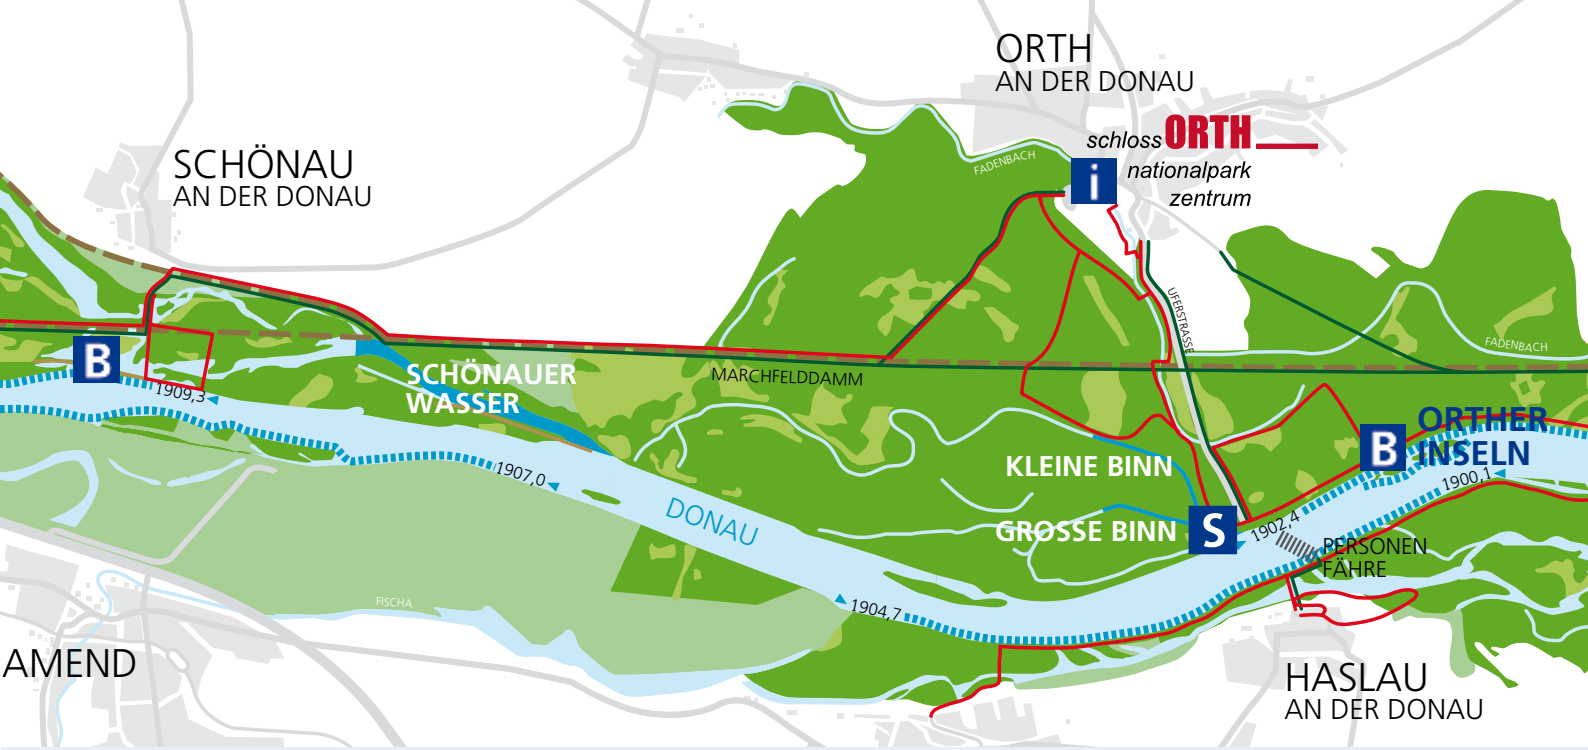 ORTH
AN DER DONAU
schloss ORTH
nationalpark
zentrum
i
FADENBACH
SCHÖNAU
AN DER DONAU
UFERSTRASSE
FADENBACH
B
1909,3
SCHÖNAUER
WASSER
MARCHFELDDAMM
ORTHER
INSELN
B
KLEINE BINN
1907,0
1900,1
DONAU
GROSSE BINN
S
1902,4
PERSONEN
FÄHRE
FISCHA
1904,7
AMEND
HASLAU
AN DER DONAU